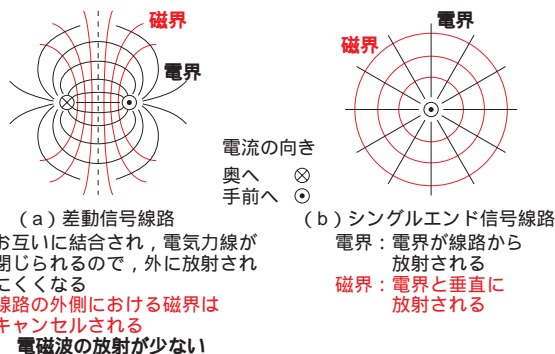 磁界
電界
電界
磁界
電流の向き
奥へ ⊗
手前へ ⊙
(a)差動信号線路
お互いに結合され，電気力線が
閉じられるので，外に放射され
にくくなる
線路の外側における磁界は
キャンセルされる
電磁波の放射が少ない
(b)シングルエンド信号線路
電界：電界が線路から
放射される
磁界：電界と垂直に
放射される